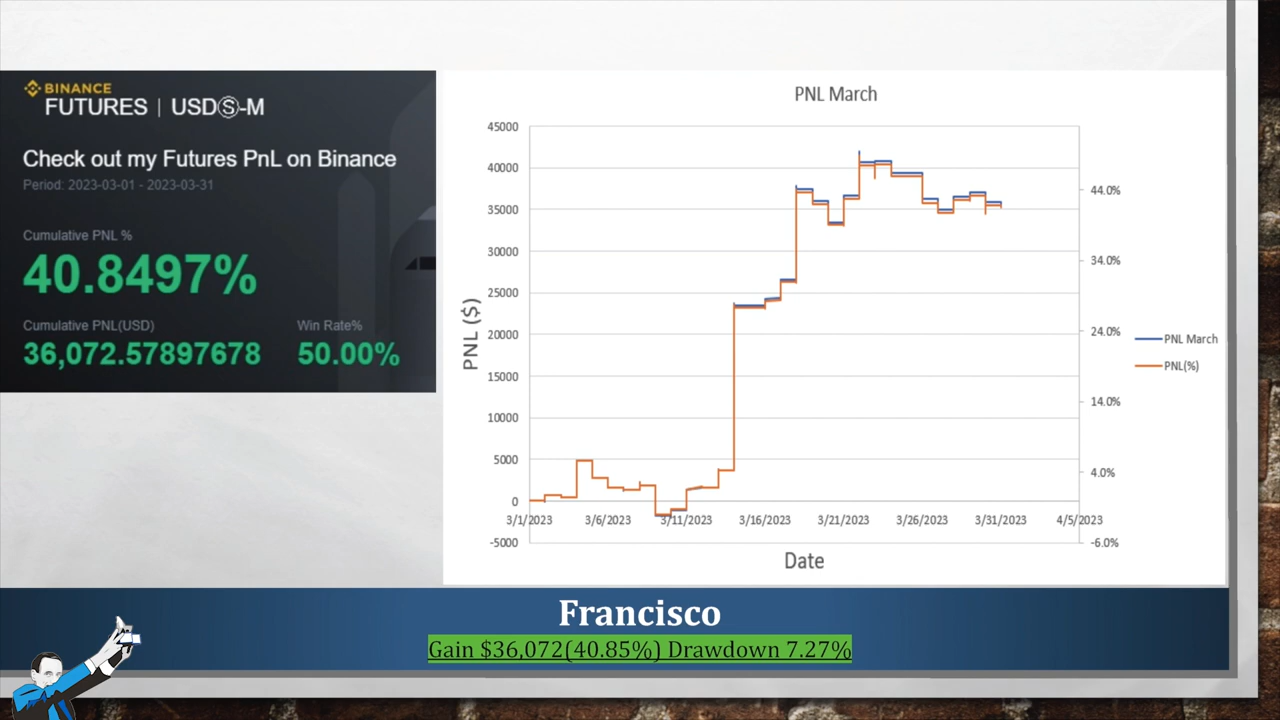 BINANCE
FUTURES | USDⓈ-M
Check out my Futures PnL on Binance
Period: 2023-03-01 - 2023-03-31
Cumulative PNL %
40.8497%
Cumulative PNL(USD)
Win Rate%
36,072.57897678
50.00%
PNL March
45000
40000
35000
30000
25000
20000
15000
10000
5000
0
-5000
PNL ($)
44.0%
34.0%
24.0%
14.0%
4.0%
-6.0%
3/1/2023 3/6/2023 3/11/2023 3/16/2023 3/21/2023 3/26/2023 3/31/2023 4/5/2023
Date
PNL March
PNL(%)
Francisco
Gain $36,072(40.85%) Drawdown 7.27%